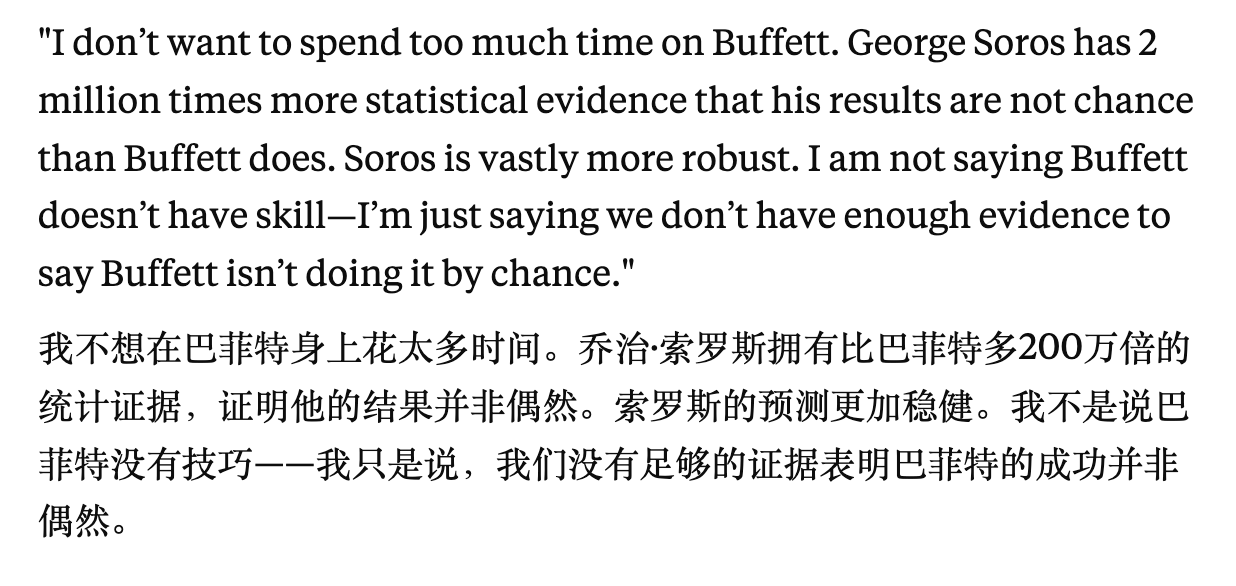 "I don’t want to spend too much time on Buffett. George Soros has 2
million times more statistical evidence that his results are not chance
than Buffett does. Soros is vastly more robust. I am not saying Buffett
doesn’t have skill—I’m just saying we don’t have enough evidence to
say Buffett isn’t doing it by chance."
我不想在巴菲特身上花太多时间。乔治·索罗斯拥有比巴菲特多200万倍的
统计证据，证明他的结果并非偶然。索罗斯的预测更加稳健。我不是说巴
菲特没有技巧——我只是说，我们没有足够的证据表明巴菲特的成功并非
偶然。